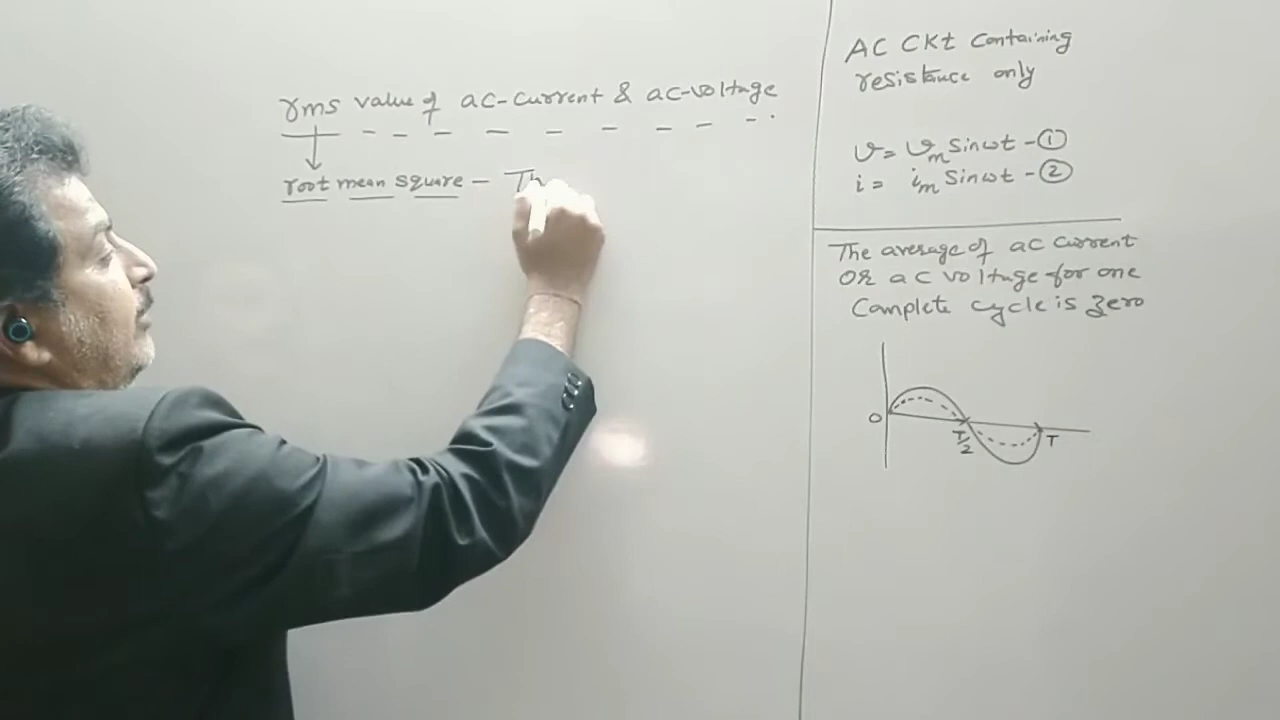 rms value of ac-current & ac-voltage
root mean square - Th
AC CKt Containing
resistance only
v = vm Sinωt - ①
i = im Sinωt - ②
The average of ac current
OR ac voltage for one
Complete cycle is zero
O
T/2
T